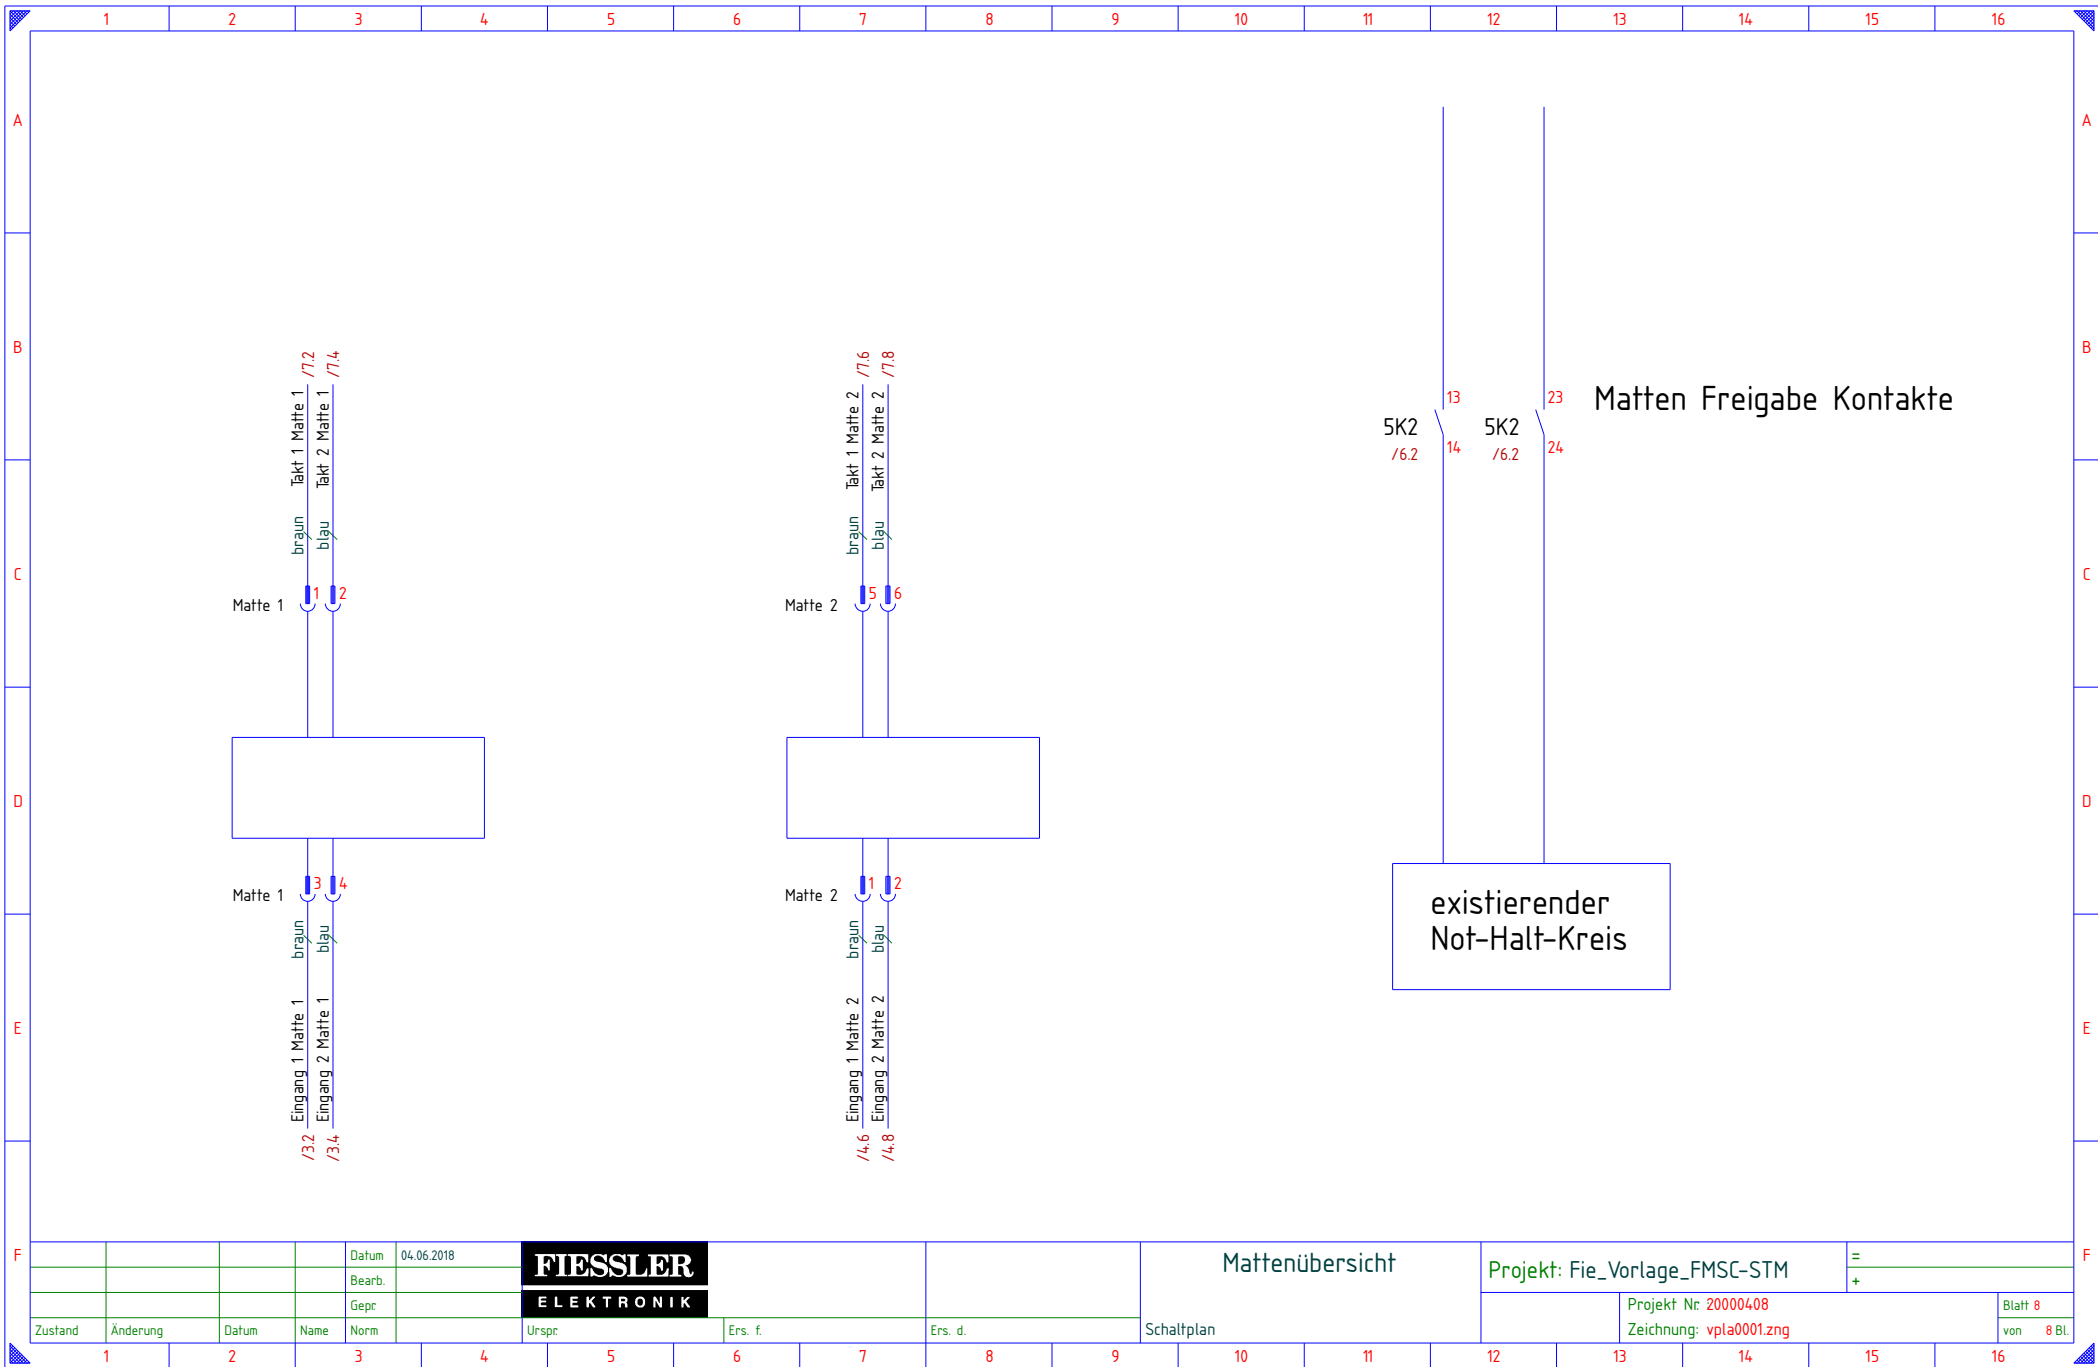 1 2 3 4 5 6 7 8 9 10 11 12 13 14 15 16
A A
B B
/7.2 /7.4 /7.6 /7.8
Takt 1 Matte 1
Takt 2 Matte 1
Takt 1 Matte 2
Takt 2 Matte 2
13 23 Matten Freigabe Kontakte
5K2 5K2
/6.2 14 /6.2 24
braun blau braun blau
C C
1 2 5 6
Matte 1 Matte 2
D D
3 4 1 2
Matte 1 Matte 2
existierender
Not-Halt-Kreis
braun blau braun blau
E E
Eingang 1 Matte 1
Eingang 2 Matte 1
Eingang 1 Matte 2
Eingang 2 Matte 2
/3.2 /3.4 /4.6 /4.8
F F
Datum 04.06.2018
Bearb.
Gepr.
Zustand Änderung Datum Name Norm
FIESSLER
ELEKTRONIK
Urspr. Ers. f. Ers. d.
Mattenübersicht
Schaltplan
Projekt: Fie_Vorlage_FMSC-STM
=
+
Projekt Nr. 20000408
Zeichnung: vpla0001.zng
Blatt 8
von 8 Bl.
1 2 3 4 5 6 7 8 9 10 11 12 13 14 15 16